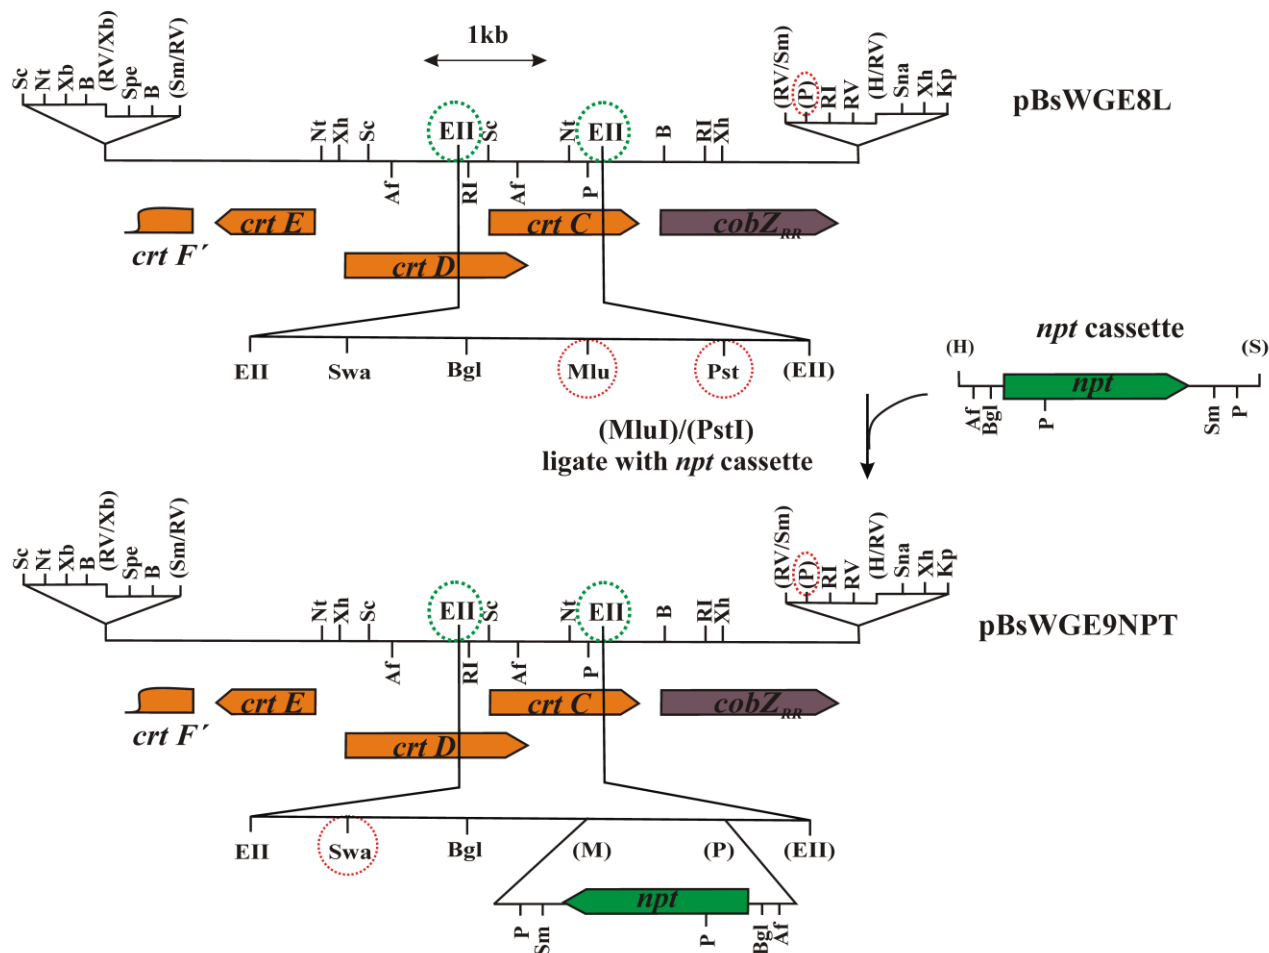 1kb
pBsWGE8L
Sc Nt Xb B (RV/Xb) Spe B (Sm/RV)
Nt Xh Sc EII Sc Nt EII B RI Xh
(RV/Sm) (P) RI RV (H/RV) Sna Xh Kp
Af RI Af P
crt F´ crt E crt D crt C cobZRR
EII Swa Bgl Mlu Pst (EII)
npt cassette
(H) (S)
npt
Af Bgl P Sm P
(MluI)/(PstI)
ligate with npt cassette
pBsWGE9NPT
Sc Nt Xb B (RV/Xb) Spe B (Sm/RV)
Nt Xh Sc EII Sc Nt EII B RI Xh
(RV/Sm) (P) RI RV (H/RV) Sna Xh Kp
Af RI Af P
crt F´ crt E crt D crt C cobZRR
EII Swa Bgl (M) (P) (EII)
npt
P Sm P Bgl Af